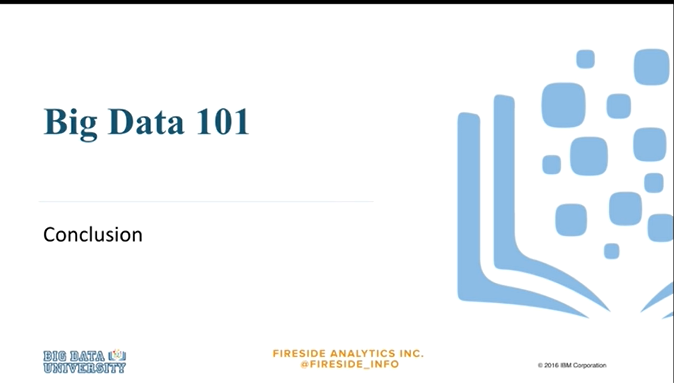 Big Data 101
Conclusion
BIG DATA
UNIVERSITY
FIRESIDE ANALYTICS INC.
@FIRESIDE_INFO
© 2016 IBM Corporation